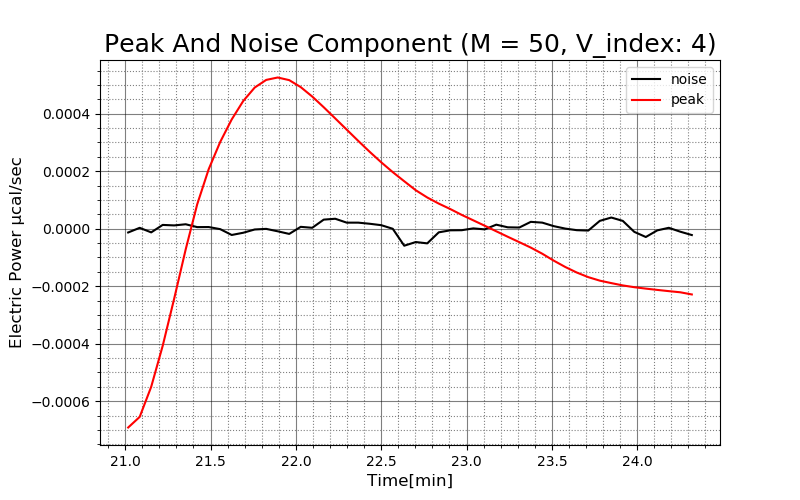 Peak And Noise Component (M = 50, V_index: 4)
noise
peak
0.0004
0.0002
0.0000
−0.0002
−0.0004
−0.0006
Electric Power μcal/sec
21.0 21.5 22.0 22.5 23.0 23.5 24.0
Time[min]